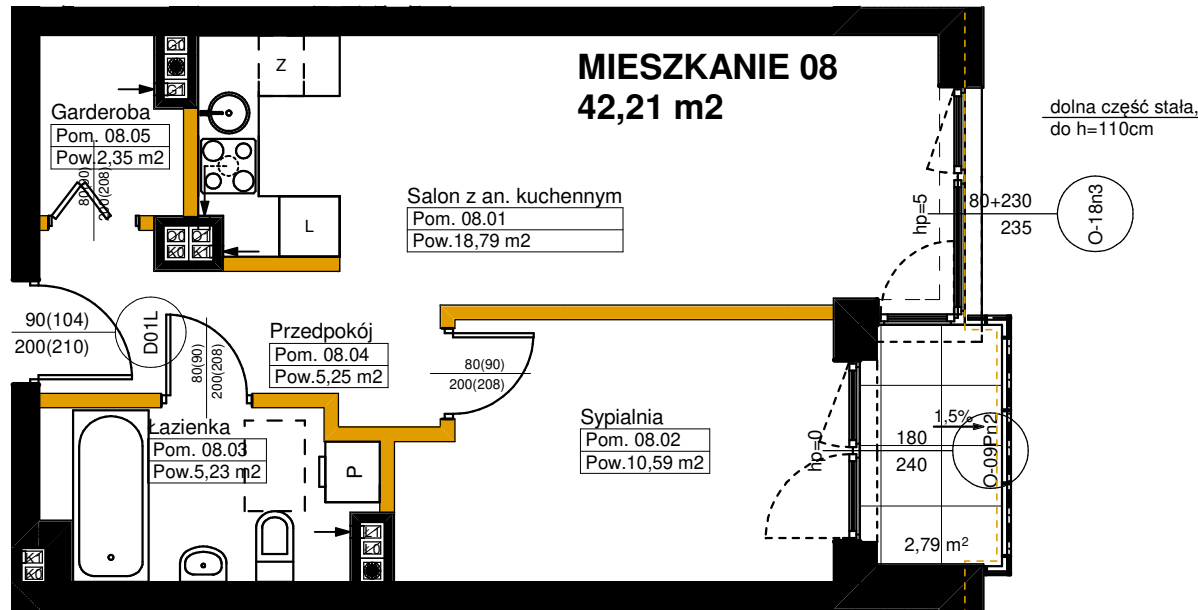 MIESZKANIE 08
42,21 m2
dolna część stała,
do h=110cm
Garderoba
Pom. 08.05
Pow.2,35 m2
80(90)
200(208)
Z
L
Salon z an. kuchennym
Pom. 08.01
Pow.18,79 m2
hp=5
80+230
235
O-18n3
90(104)
200(210)
D01L
80(90)
200(208)
Przedpokój
Pom. 08.04
Pow.5,25 m2
80(90)
200(208)
Łazienka
Pom. 08.03
Pow.5,23 m2
P
Sypialnia
Pom. 08.02
Pow.10,59 m2
hp=0
1,5%
180
240
O-09Pn2
2,79 m²